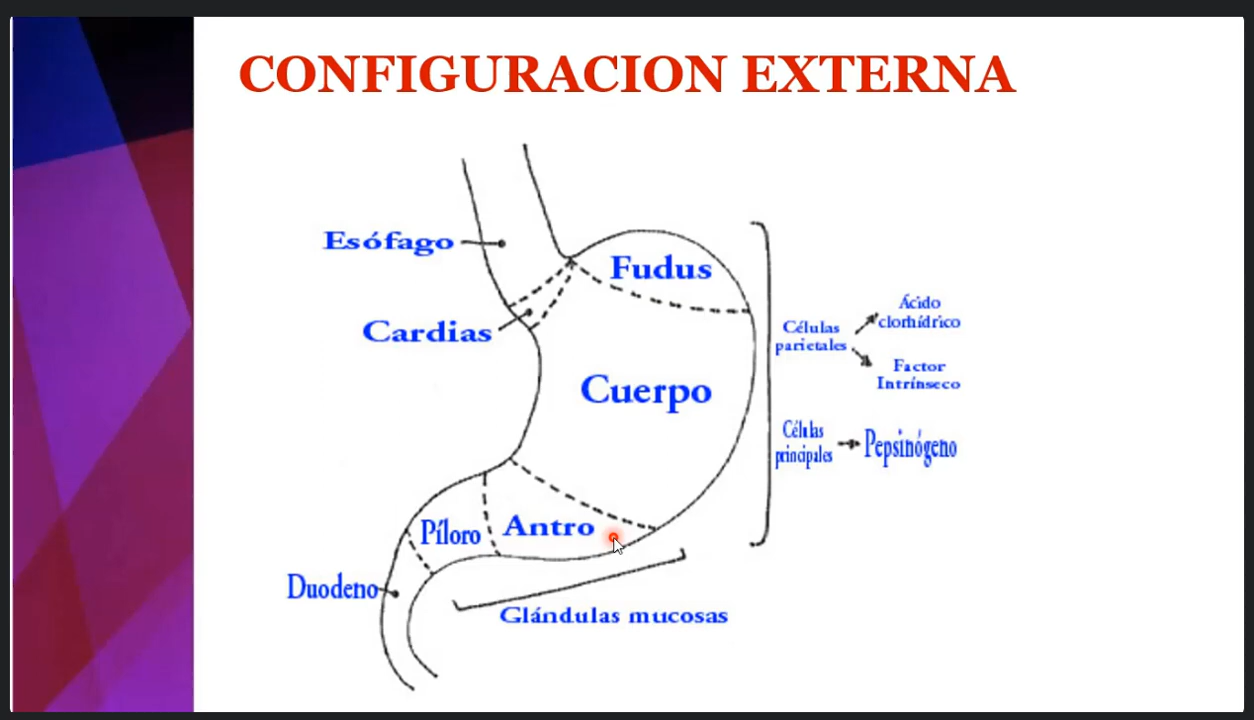 CONFIGURACION EXTERNA
Esófago
Fudus
Cardias
Cuerpo
Células
parietales
Ácido
clorhídrico
Factor
Intrínseco
Células
principales
Pepsinógeno
Píloro
Antro
Duodeno
Glándulas mucosas